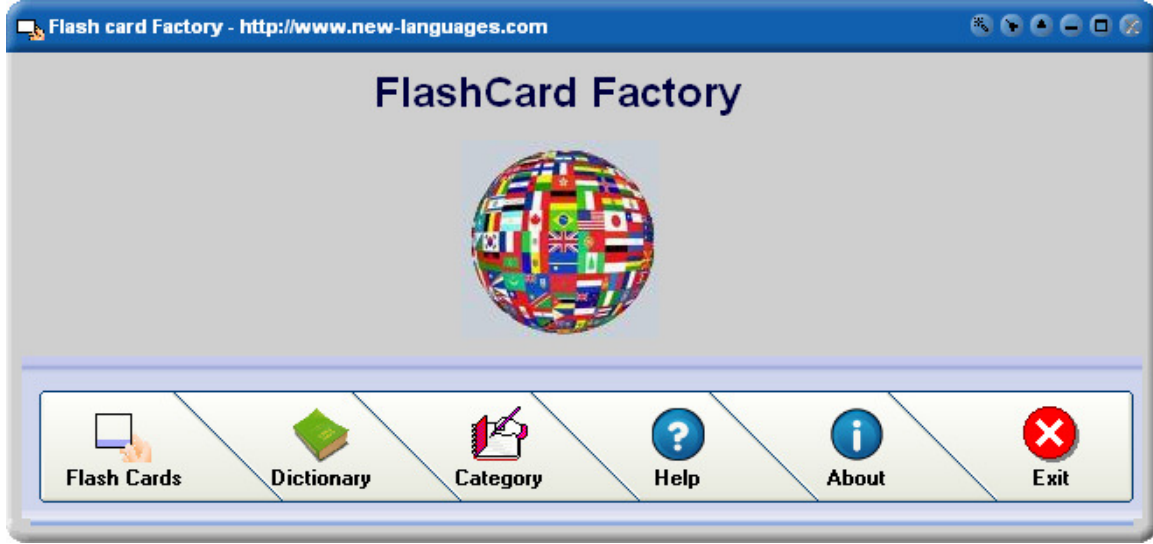 Flash card Factory - http://www.new-languages.com
FlashCard Factory
Flash Cards
Dictionary
Category
Help
About
Exit